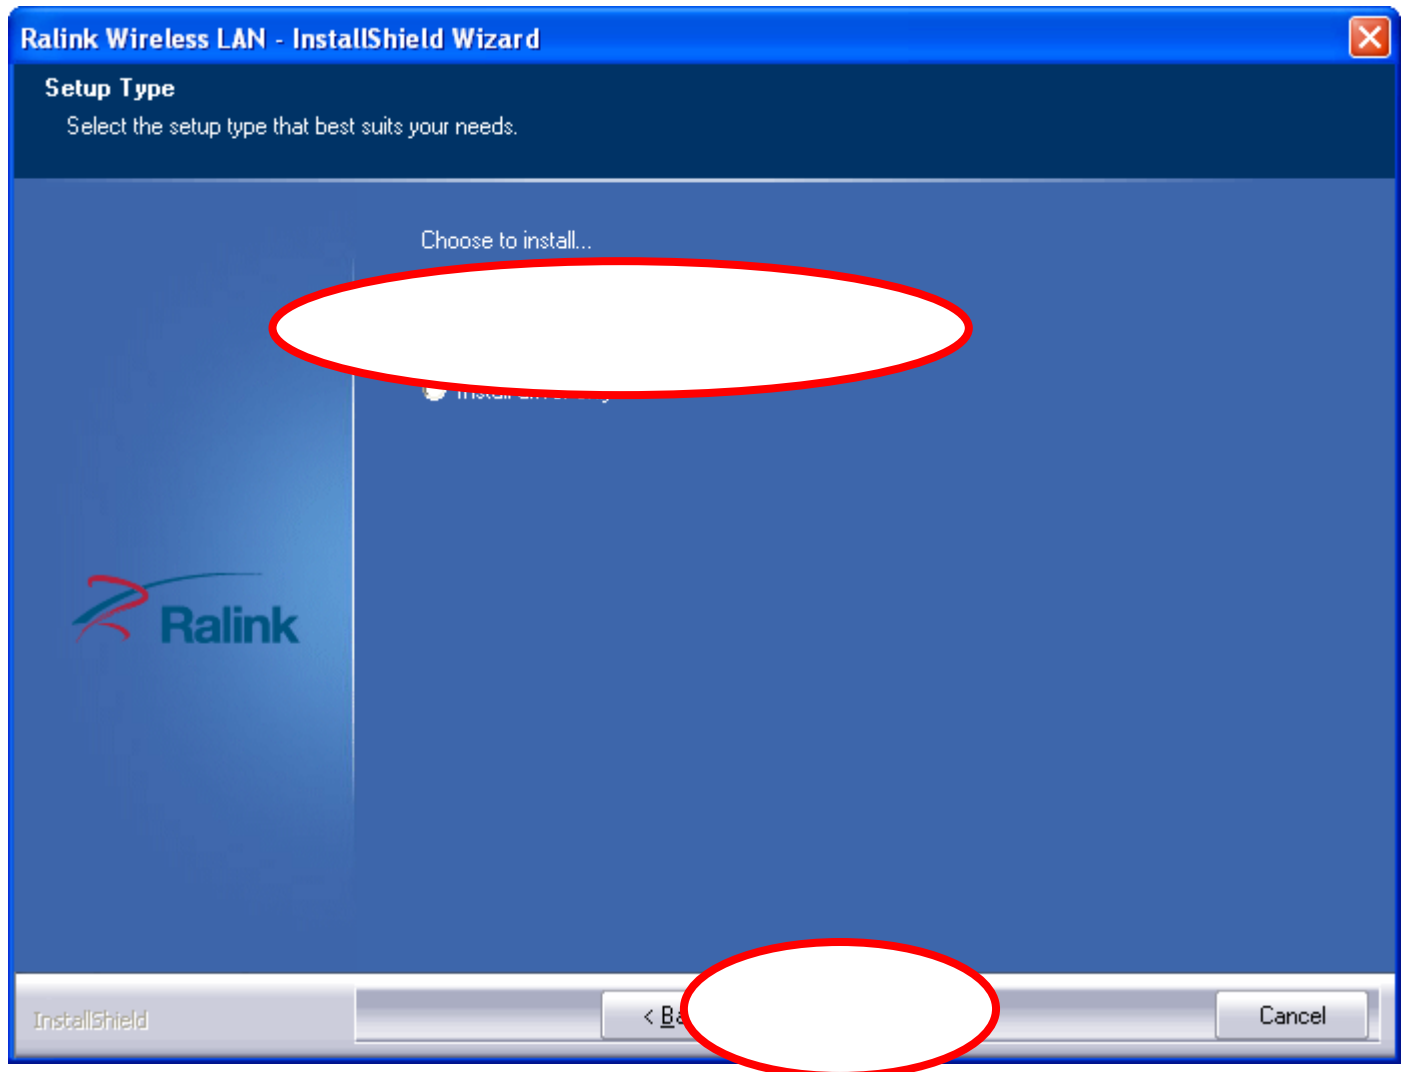 Ralink Wireless LAN - InstallShield Wizard
Setup Type
Select the setup type that best suits your needs.
Choose to install...
Ralink
InstallShield
< Ba
Cancel